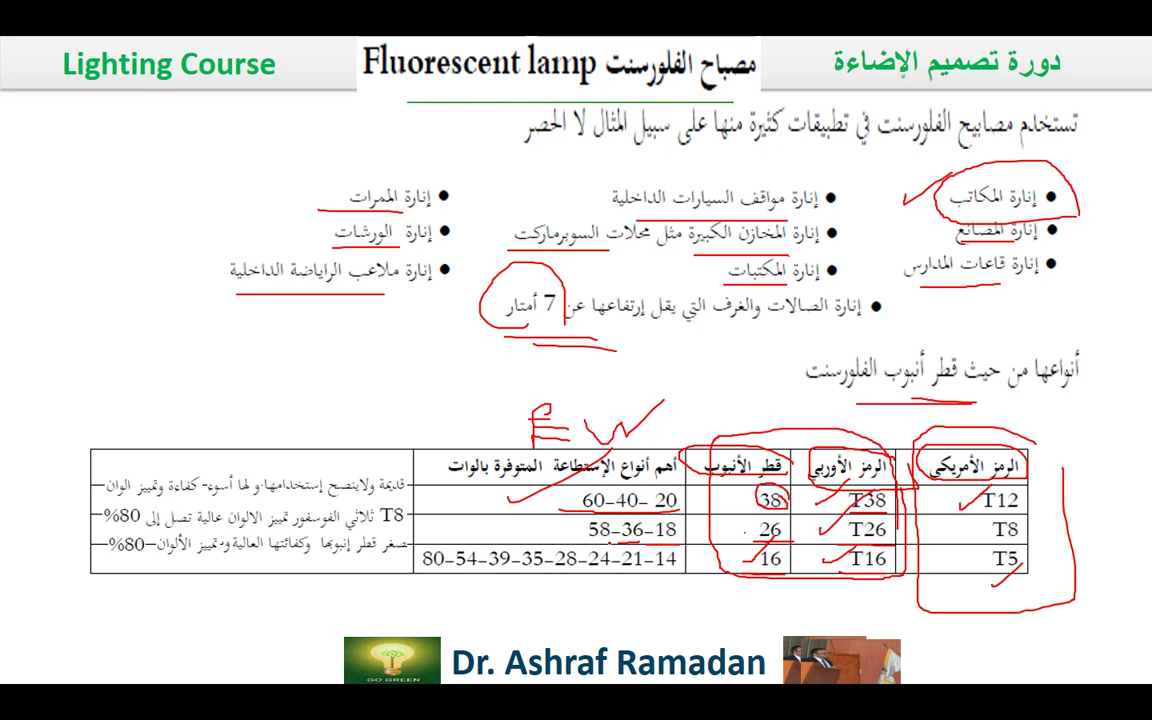 Lighting Course
مصباح الفلورسنت Fluorescent lamp
دورة تصميم الإضاءة
تستخدم مصابيح الفلورسنت في تطبيقات كثيرة منها على سبيل المثال لا الحصر
● إنارة المكاتب ● إنارة مواقف السيارات الداخلية ● إنارة الممرات
● إنارة المصانع ● إنارة المخازن الكبيرة مثل محلات السوبرماركت ● إنارة الورشات
● إنارة قاعات المدارس ● إنارة المكتبات ● إنارة ملاعب الراياضة الداخلية
● إنارة الصالات والغرف التي يقل إرتفاعها عن 7 أمتار
أنواعها من حيث قطر أنبوب الفلورسنت
الرمز الأمريكي الرمز الأوربي قطر الأنبوب أهم أنواع الإستطاعة المتوفرة بالوات
T12 T38 38 60-40- 20 قديمة ولاينصح إستخدامها و لها أسوء- كفاءة وتمييز الوان
T8 T26 26 58-36-18 T8 ثلاثي الفوسفور تمييز الالوان عالية تصل إلى 80%
T5 T16 16 80-54-39-35-28-24-21-14 صغر قطر إنبوبها وكفائتها العالية وتمييز الألوان-80%
W
GO GREEN
Dr. Ashraf Ramadan